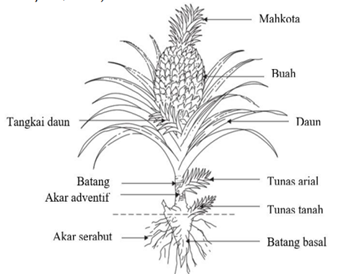 Mahkota
Buah
Tangkai daun
Daun
Batang
Tunas arial
Akar adventif
Tunas tanah
Akar serabut
Batang basal